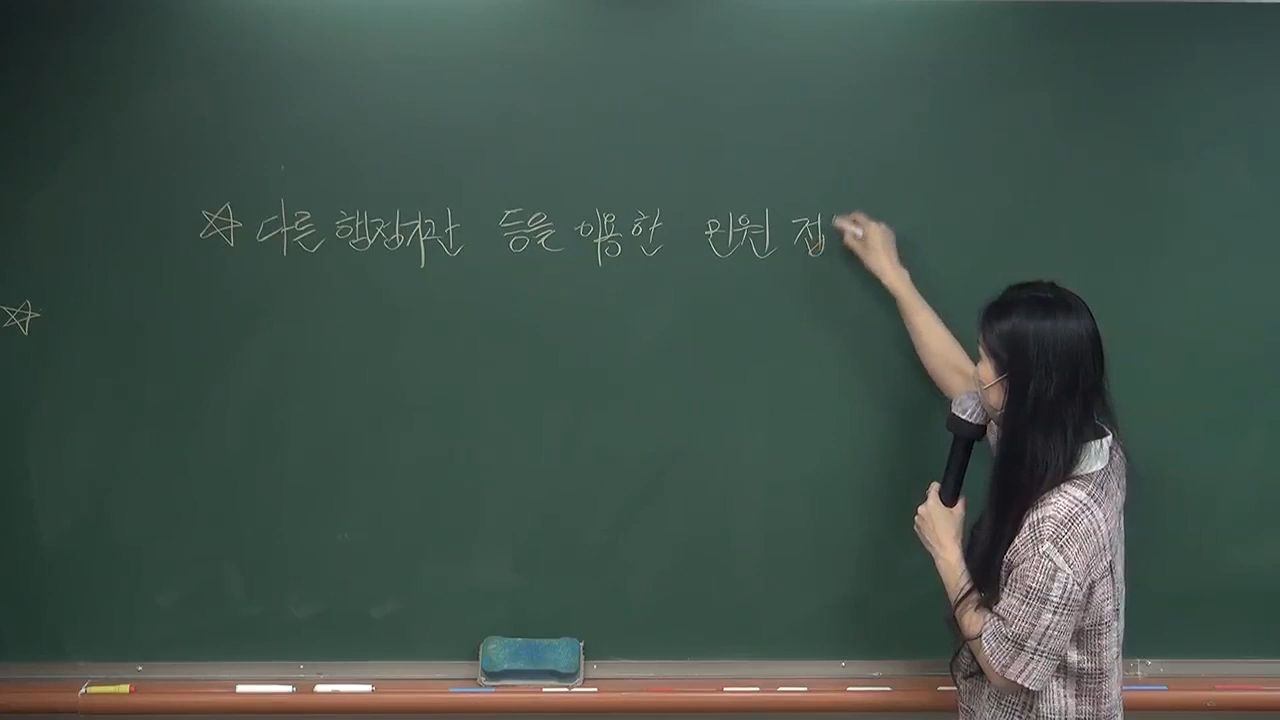 ☆ 다른 행정기관 등을 이용한 민원 접
☆